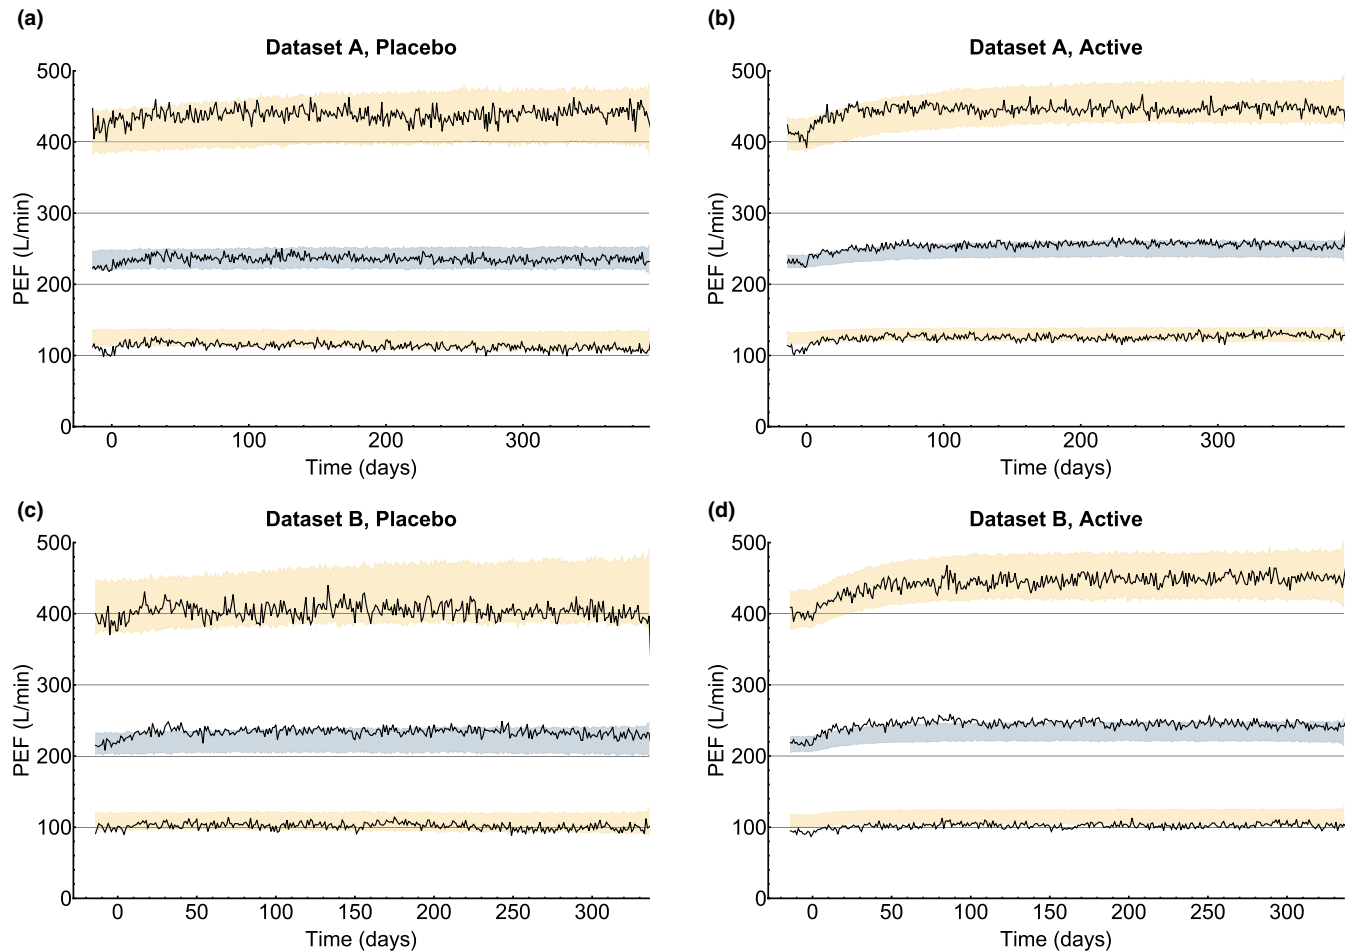 (a)
Dataset A, Placebo
500
400
300
200
100
0
PEF (L/min)
0 100 200 300
Time (days)
(b)
Dataset A, Active
500
400
300
200
100
0
PEF (L/min)
0 100 200 300
Time (days)
(c)
Dataset B, Placebo
500
400
300
200
100
0
PEF (L/min)
0 50 100 150 200 250 300
Time (days)
(d)
Dataset B, Active
500
400
300
200
100
0
PEF (L/min)
0 50 100 150 200 250 300
Time (days)